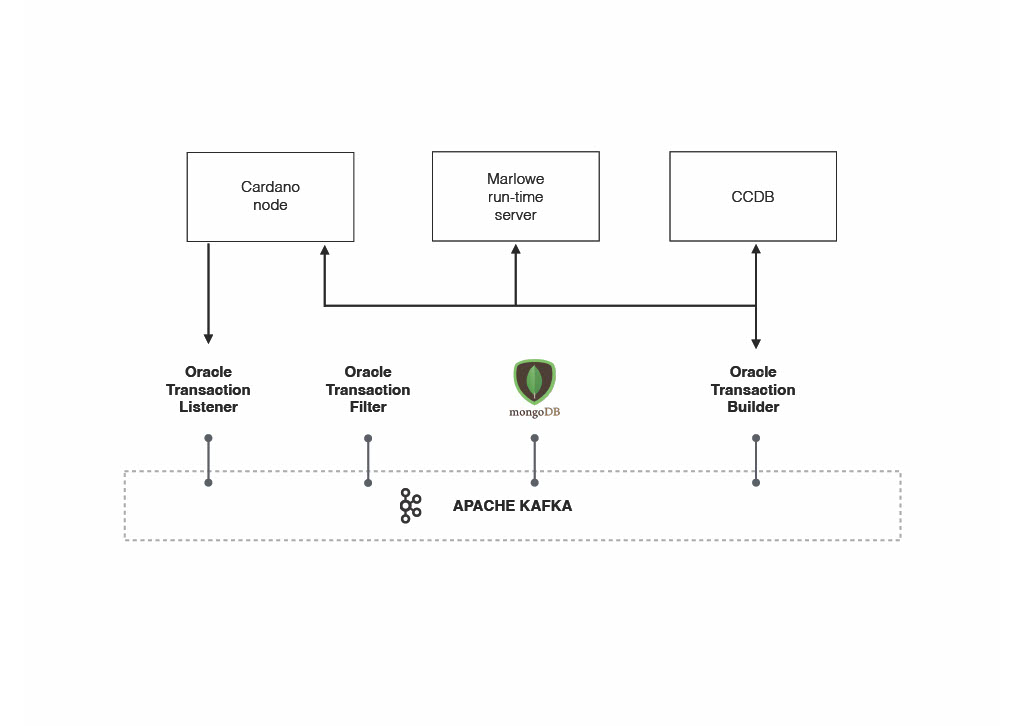 Cardano
node
Marlowe
run-time
server
CCDB
Oracle
Transaction
Listener
Oracle
Transaction
Filter
mongoDB
Oracle
Transaction
Builder
APACHE KAFKA